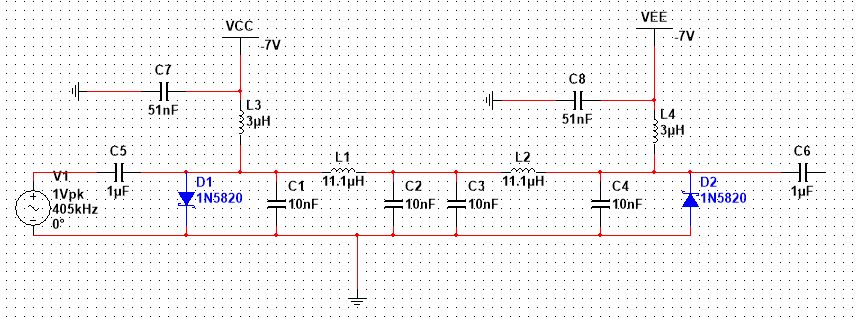 VCC
-7V
C7
51nF
L3
3µH
VEE
-7V
C8
51nF
L4
3µH
V1
1Vpk
405kHz
0°
C5
1µF
D1
1N5820
C1
10nF
L1
11.1µH
C2
10nF
C3
10nF
L2
11.1µH
C4
10nF
D2
1N5820
C6
1µF